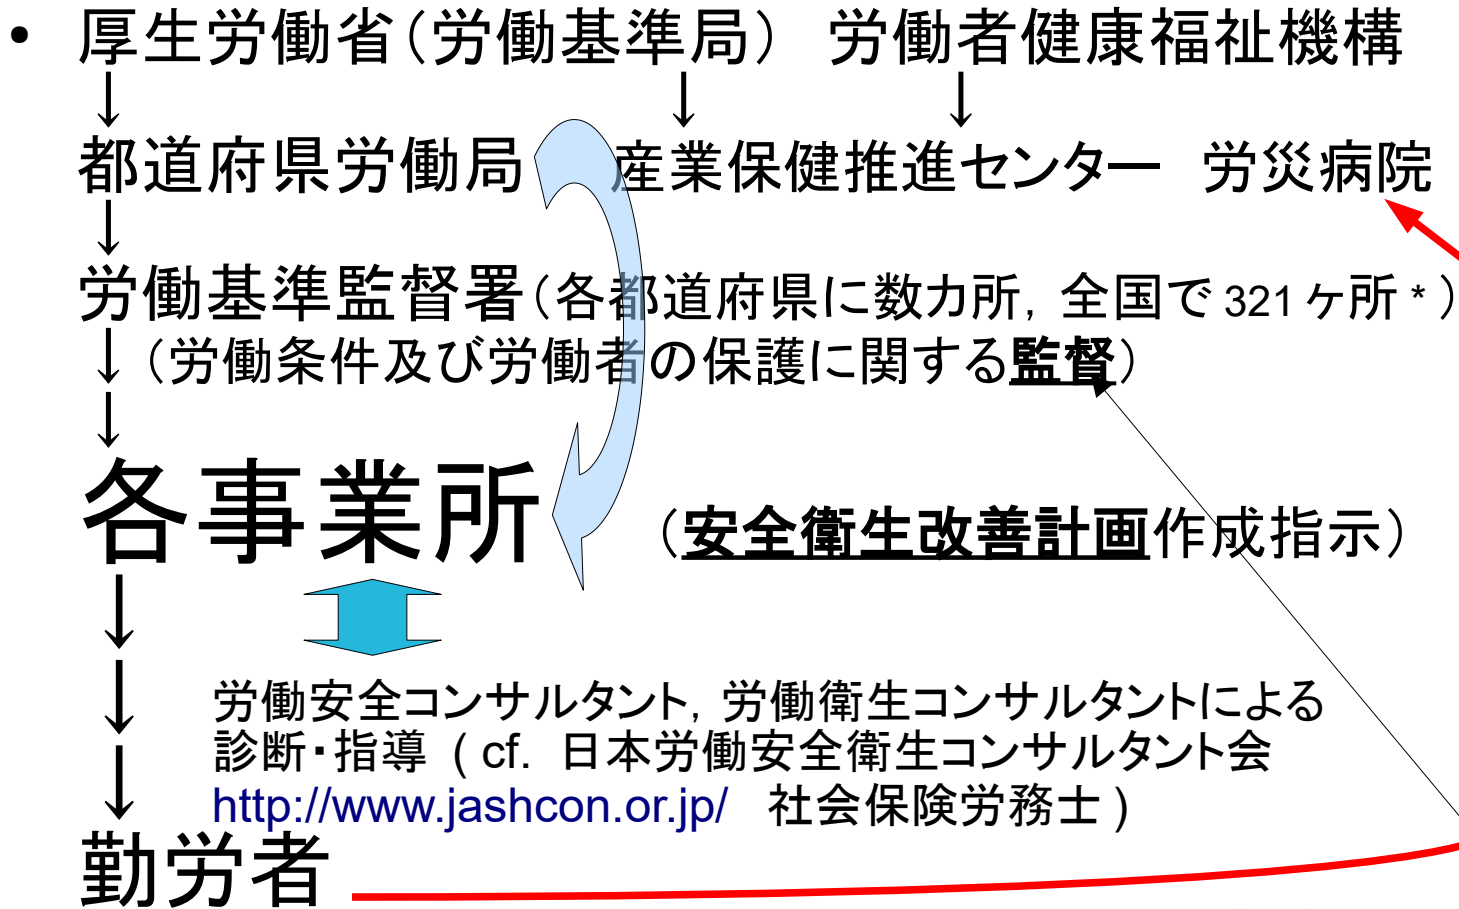 • 厚生労働省（労働基準局） 労働者健康福祉機構
↓ ↓ ↓
都道府県労働局 産業保健推進センター 労災病院
↓
労働基準監督署（各都道府県に数カ所，全国で321ヶ所*）
↓（労働条件及び労働者の保護に関する監督）
↓
各事業所 （安全衛生改善計画作成指示）
↓
↓
労働安全コンサルタント，労働衛生コンサルタントによる
診断・指導 (cf. 日本労働安全衛生コンサルタント会
↓
http://www.jashcon.or.jp/ 社会保険労務士)
勤労者